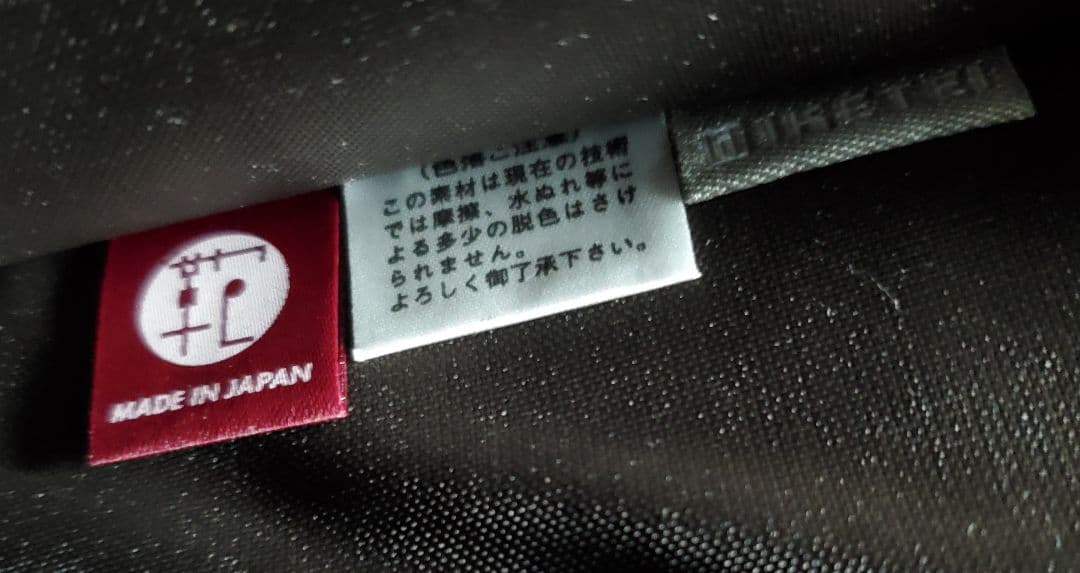 MADE IN JAPAN
(色落ご注意)
この素材は現在の技術
では摩擦、水ぬれ等に
よる多少の脱色はさけ
られません。
よろしく御了承下さい。